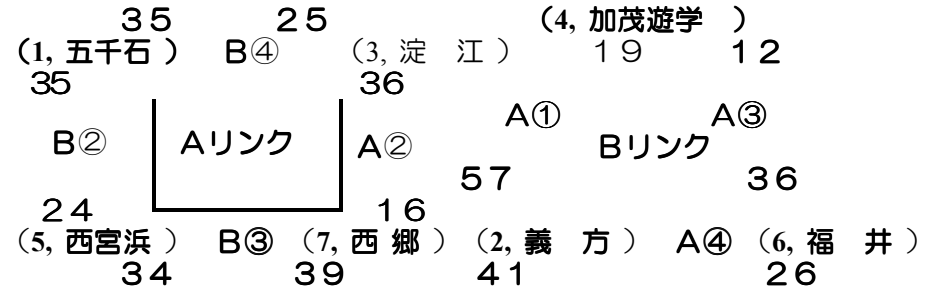 35 25 (4, 加茂遊学 )
(1, 五千石 ) B④ (3, 淀 江 ) 19 12
35 36
A① A③
B② Aリンク A② Bリンク
57 36
24 16
(5, 西宮浜 ) B③ (7, 西 郷 ) (2, 義 方 ) A④ (6, 福 井 )
34 39 41 26